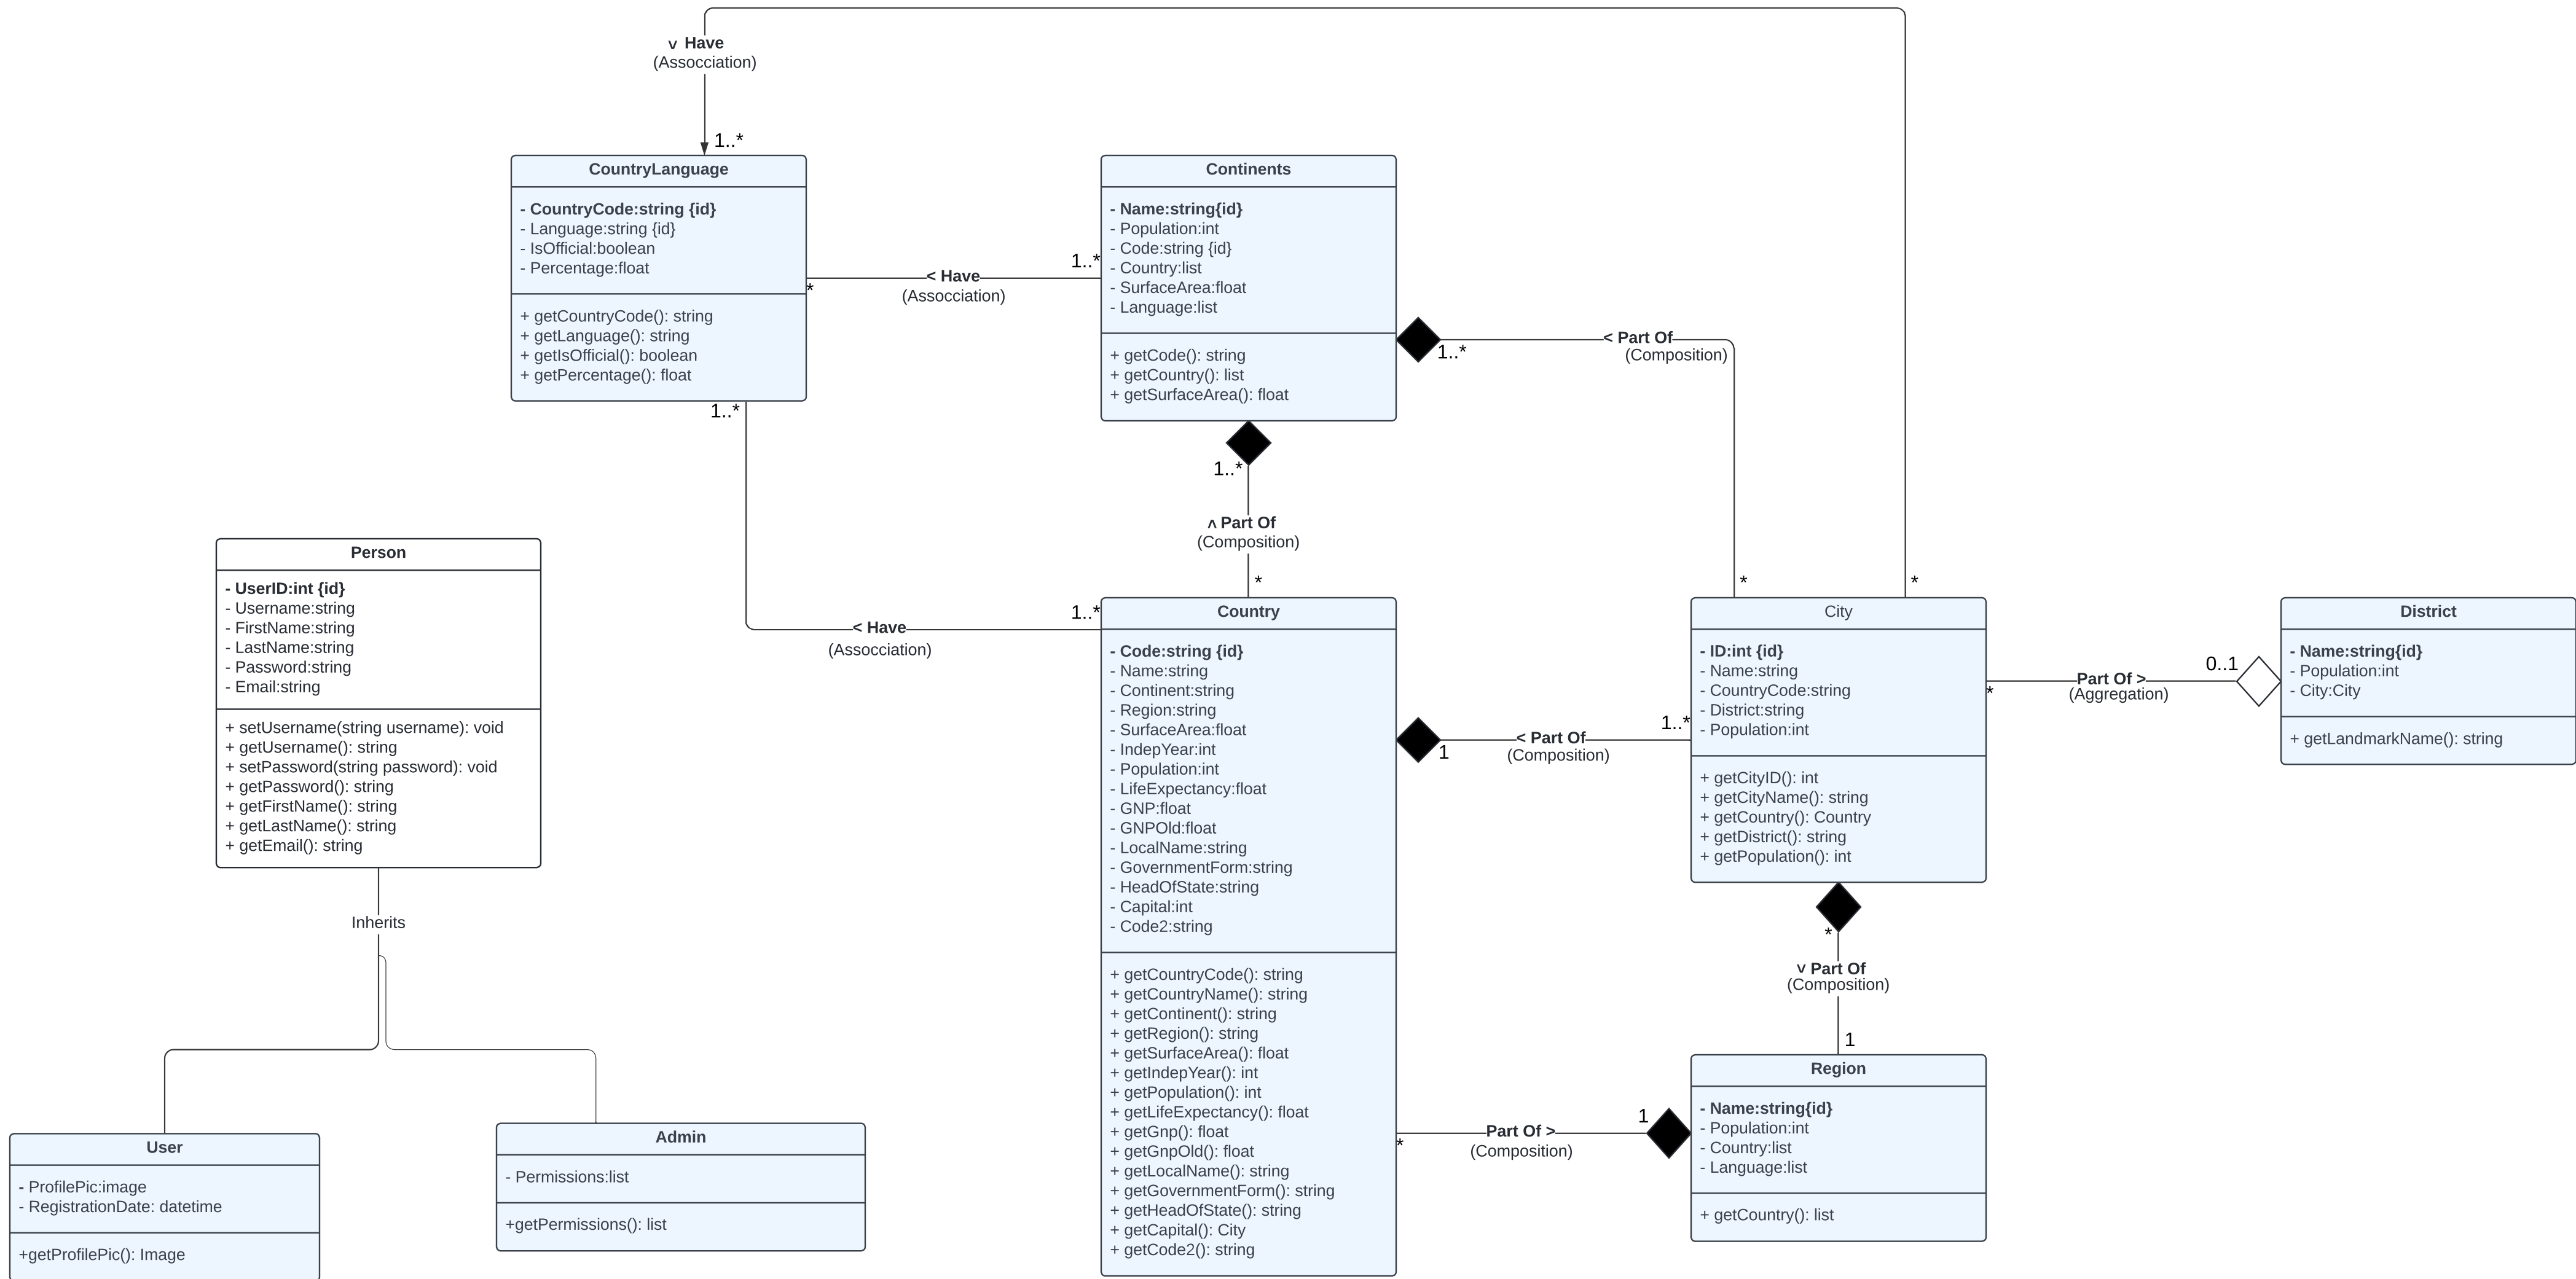 v Have
(Assocciation)
1..*
CountryLanguage
- CountryCode:string {id}
- Language:string {id}
- IsOfficial:boolean
- Percentage:float
+ getCountryCode(): string
+ getLanguage(): string
+ getIsOfficial(): boolean
+ getPercentage(): float
*
< Have
(Assocciation)
1..*
Continents
- Name:string{id}
- Population:int
- Code:string {id}
- Country:list
- SurfaceArea:float
- Language:list
+ getCode(): string
+ getCountry(): list
+ getSurfaceArea(): float
1..*
< Part Of
(Composition)
*
*
1..*
1..*
^ Part Of
(Composition)
*
1..*
< Have
(Assocciation)
Person
- UserID:int {id}
- Username:string
- FirstName:string
- LastName:string
- Password:string
- Email:string
+ setUsername(string username): void
+ getUsername(): string
+ setPassword(string password): void
+ getPassword(): string
+ getFirstName(): string
+ getLastName(): string
+ getEmail(): string
Inherits
User
- ProfilePic:image
- RegistrationDate: datetime
+getProfilePic(): Image
Admin
- Permissions:list
+getPermissions(): list
Country
- Code:string {id}
- Name:string
- Continent:string
- Region:string
- SurfaceArea:float
- IndepYear:int
- Population:int
- LifeExpectancy:float
- GNP:float
- GNPOld:float
- LocalName:string
- GovernmentForm:string
- HeadOfState:string
- Capital:int
- Code2:string
+ getCountryCode(): string
+ getCountryName(): string
+ getContinent(): string
+ getRegion(): string
+ getSurfaceArea(): float
+ getIndepYear(): int
+ getPopulation(): int
+ getLifeExpectancy(): float
+ getGnp(): float
+ getGnpOld(): float
+ getLocalName(): string
+ getGovernmentForm(): string
+ getHeadOfState(): string
+ getCapital(): City
+ getCode2(): string
1
< Part Of
(Composition)
1..*
City
- ID:int {id}
- Name:string
- CountryCode:string
- District:string
- Population:int
+ getCityID(): int
+ getCityName(): string
+ getCountry(): Country
+ getDistrict(): string
+ getPopulation(): int
*
Part Of >
(Aggregation)
0..1
District
- Name:string{id}
- Population:int
- City:City
+ getLandmarkName(): string
*
v Part Of
(Composition)
1
*
Part Of >
(Composition)
1
Region
- Name:string{id}
- Population:int
- Country:list
- Language:list
+ getCountry(): list